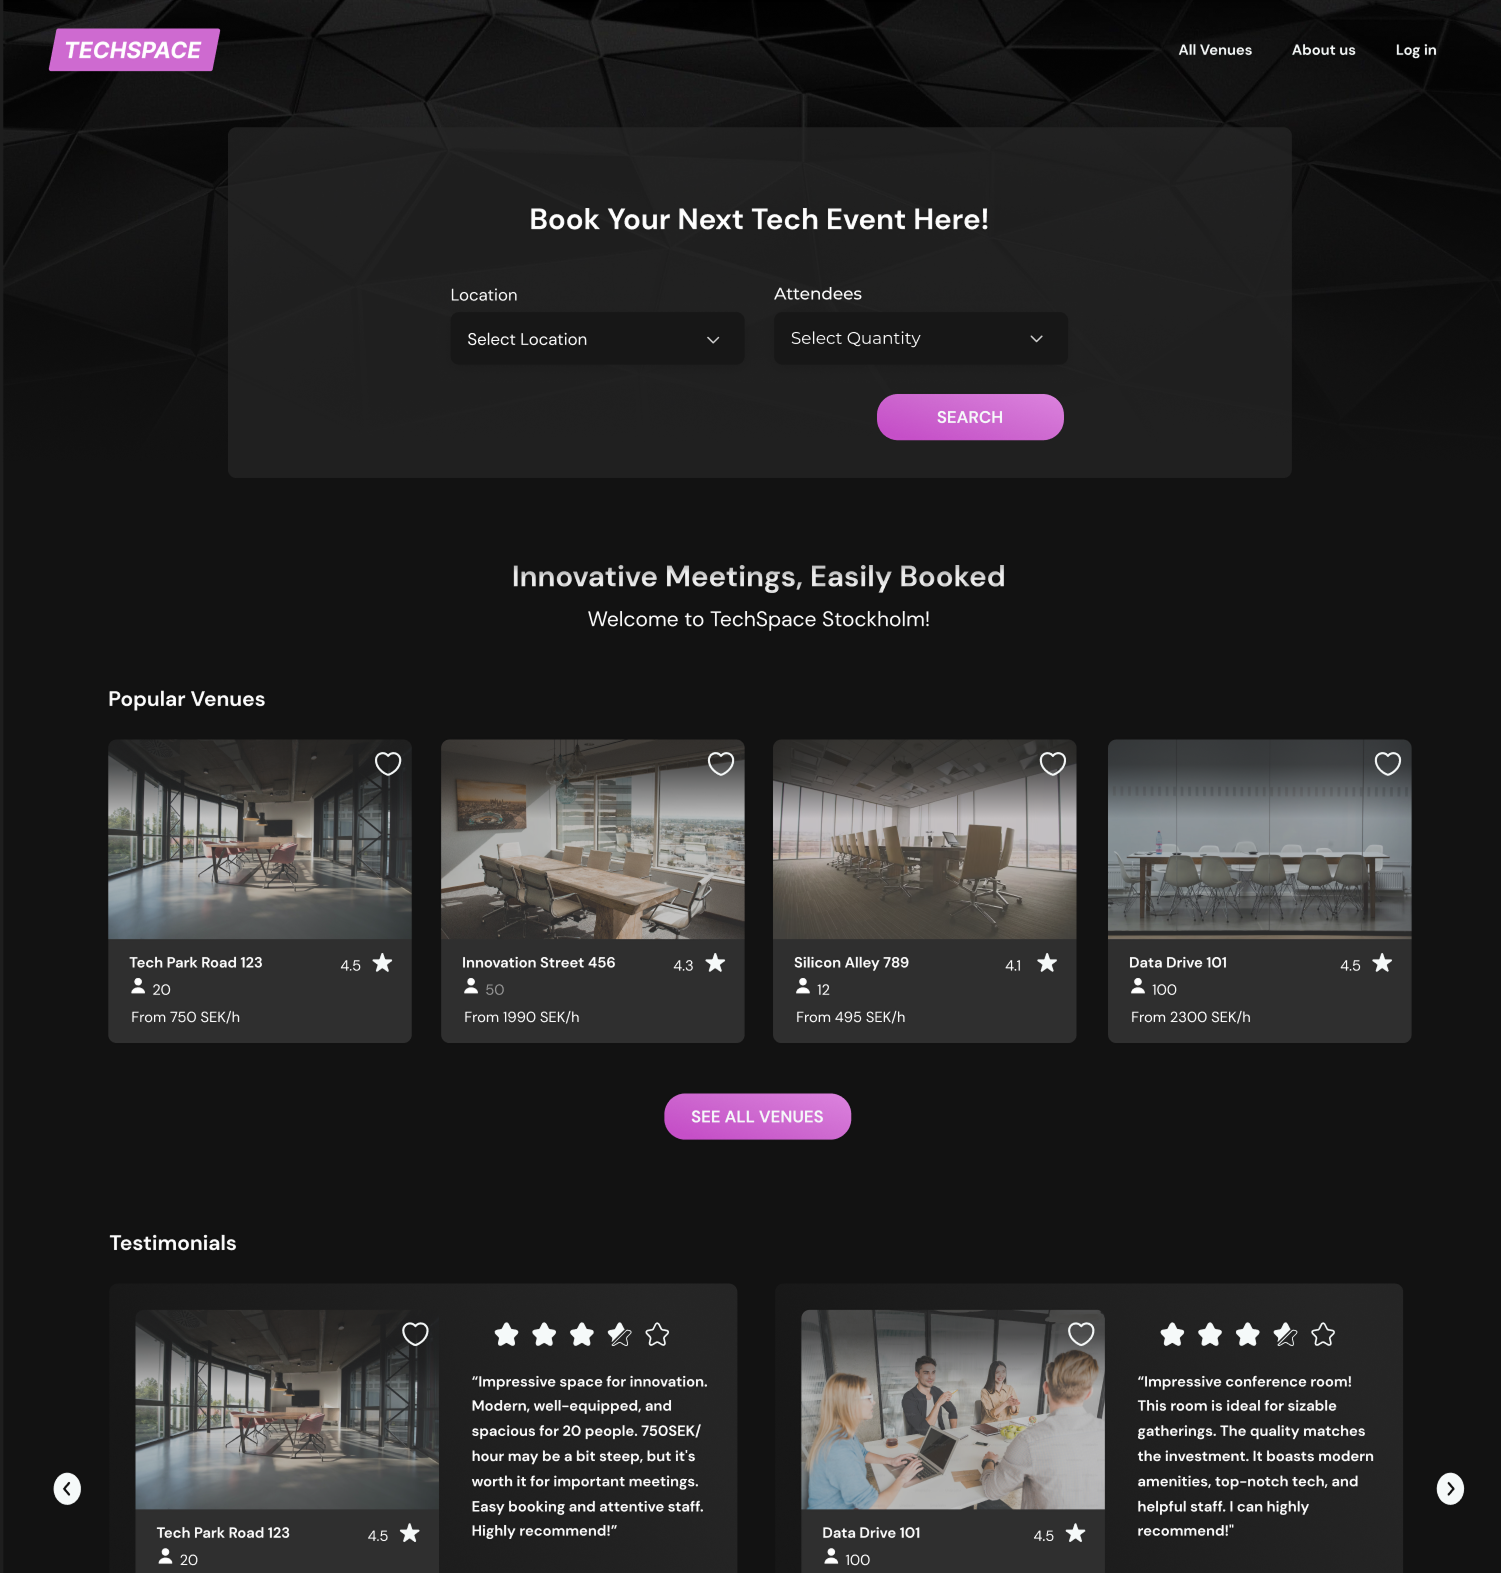 TECHSPACE
All Venues
About us
Log in
Book Your Next Tech Event Here!
Location
Attendees
Select Location
Select Quantity
SEARCH
Innovative Meetings, Easily Booked
Welcome to TechSpace Stockholm!
Popular Venues
Tech Park Road 123
4.5
20
From 750 SEK/h
Innovation Street 456
4.3
50
From 1990 SEK/h
Silicon Alley 789
4.1
12
From 495 SEK/h
Data Drive 101
4.5
100
From 2300 SEK/h
SEE ALL VENUES
Testimonials
Tech Park Road 123
4.5
20
“Impressive space for innovation.
Modern, well-equipped, and
spacious for 20 people. 750SEK/
hour may be a bit steep, but it's
worth it for important meetings.
Easy booking and attentive staff.
Highly recommend!”
Data Drive 101
4.5
100
“Impressive conference room!
This room is ideal for sizable
gatherings. The quality matches
the investment. It boasts modern
amenities, top-notch tech, and
helpful staff. I can highly
recommend!"